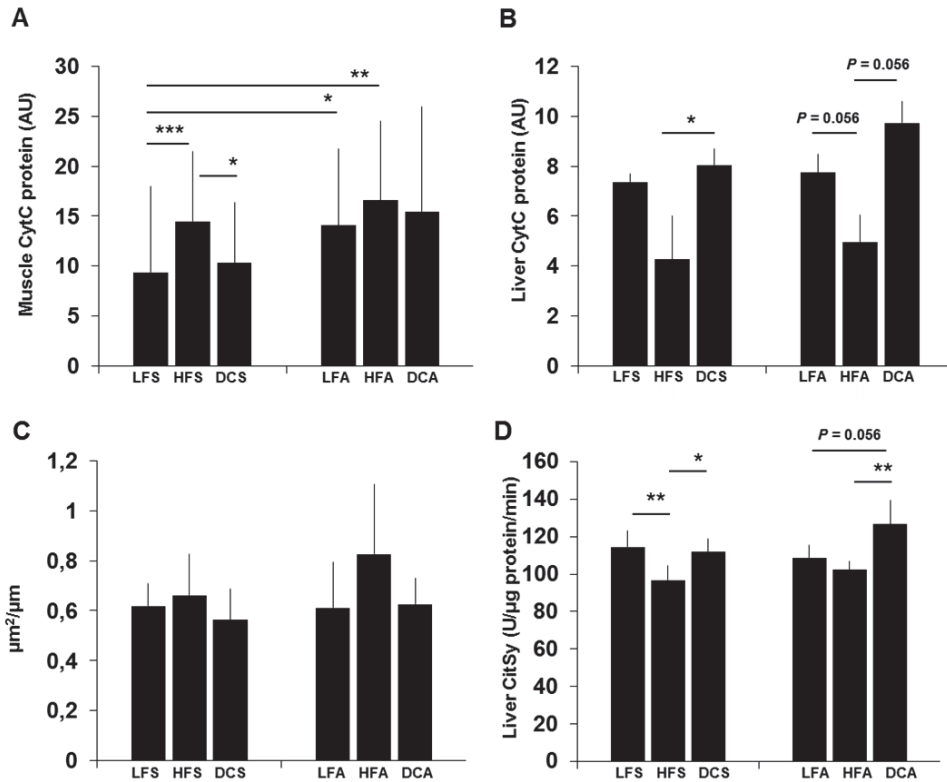 A
Muscle CytC protein (AU)
30
25
20
15
10
5
0
**
*
***
*
LFS HFS DCS LFA HFA DCA
B
Liver CytC protein (AU)
12
10
8
6
4
2
0
P = 0.056
P = 0.056
*
LFS HFS DCS LFA HFA DCA
C
µm²/µm
1,2
1
0,8
0,6
0,4
0,2
0
LFS HFS DCS LFA HFA DCA
D
Liver CitSy (U/µg protein/min)
160
140
120
100
80
60
40
20
0
P = 0.056
*
**
**
LFS HFS DCS LFA HFA DCA